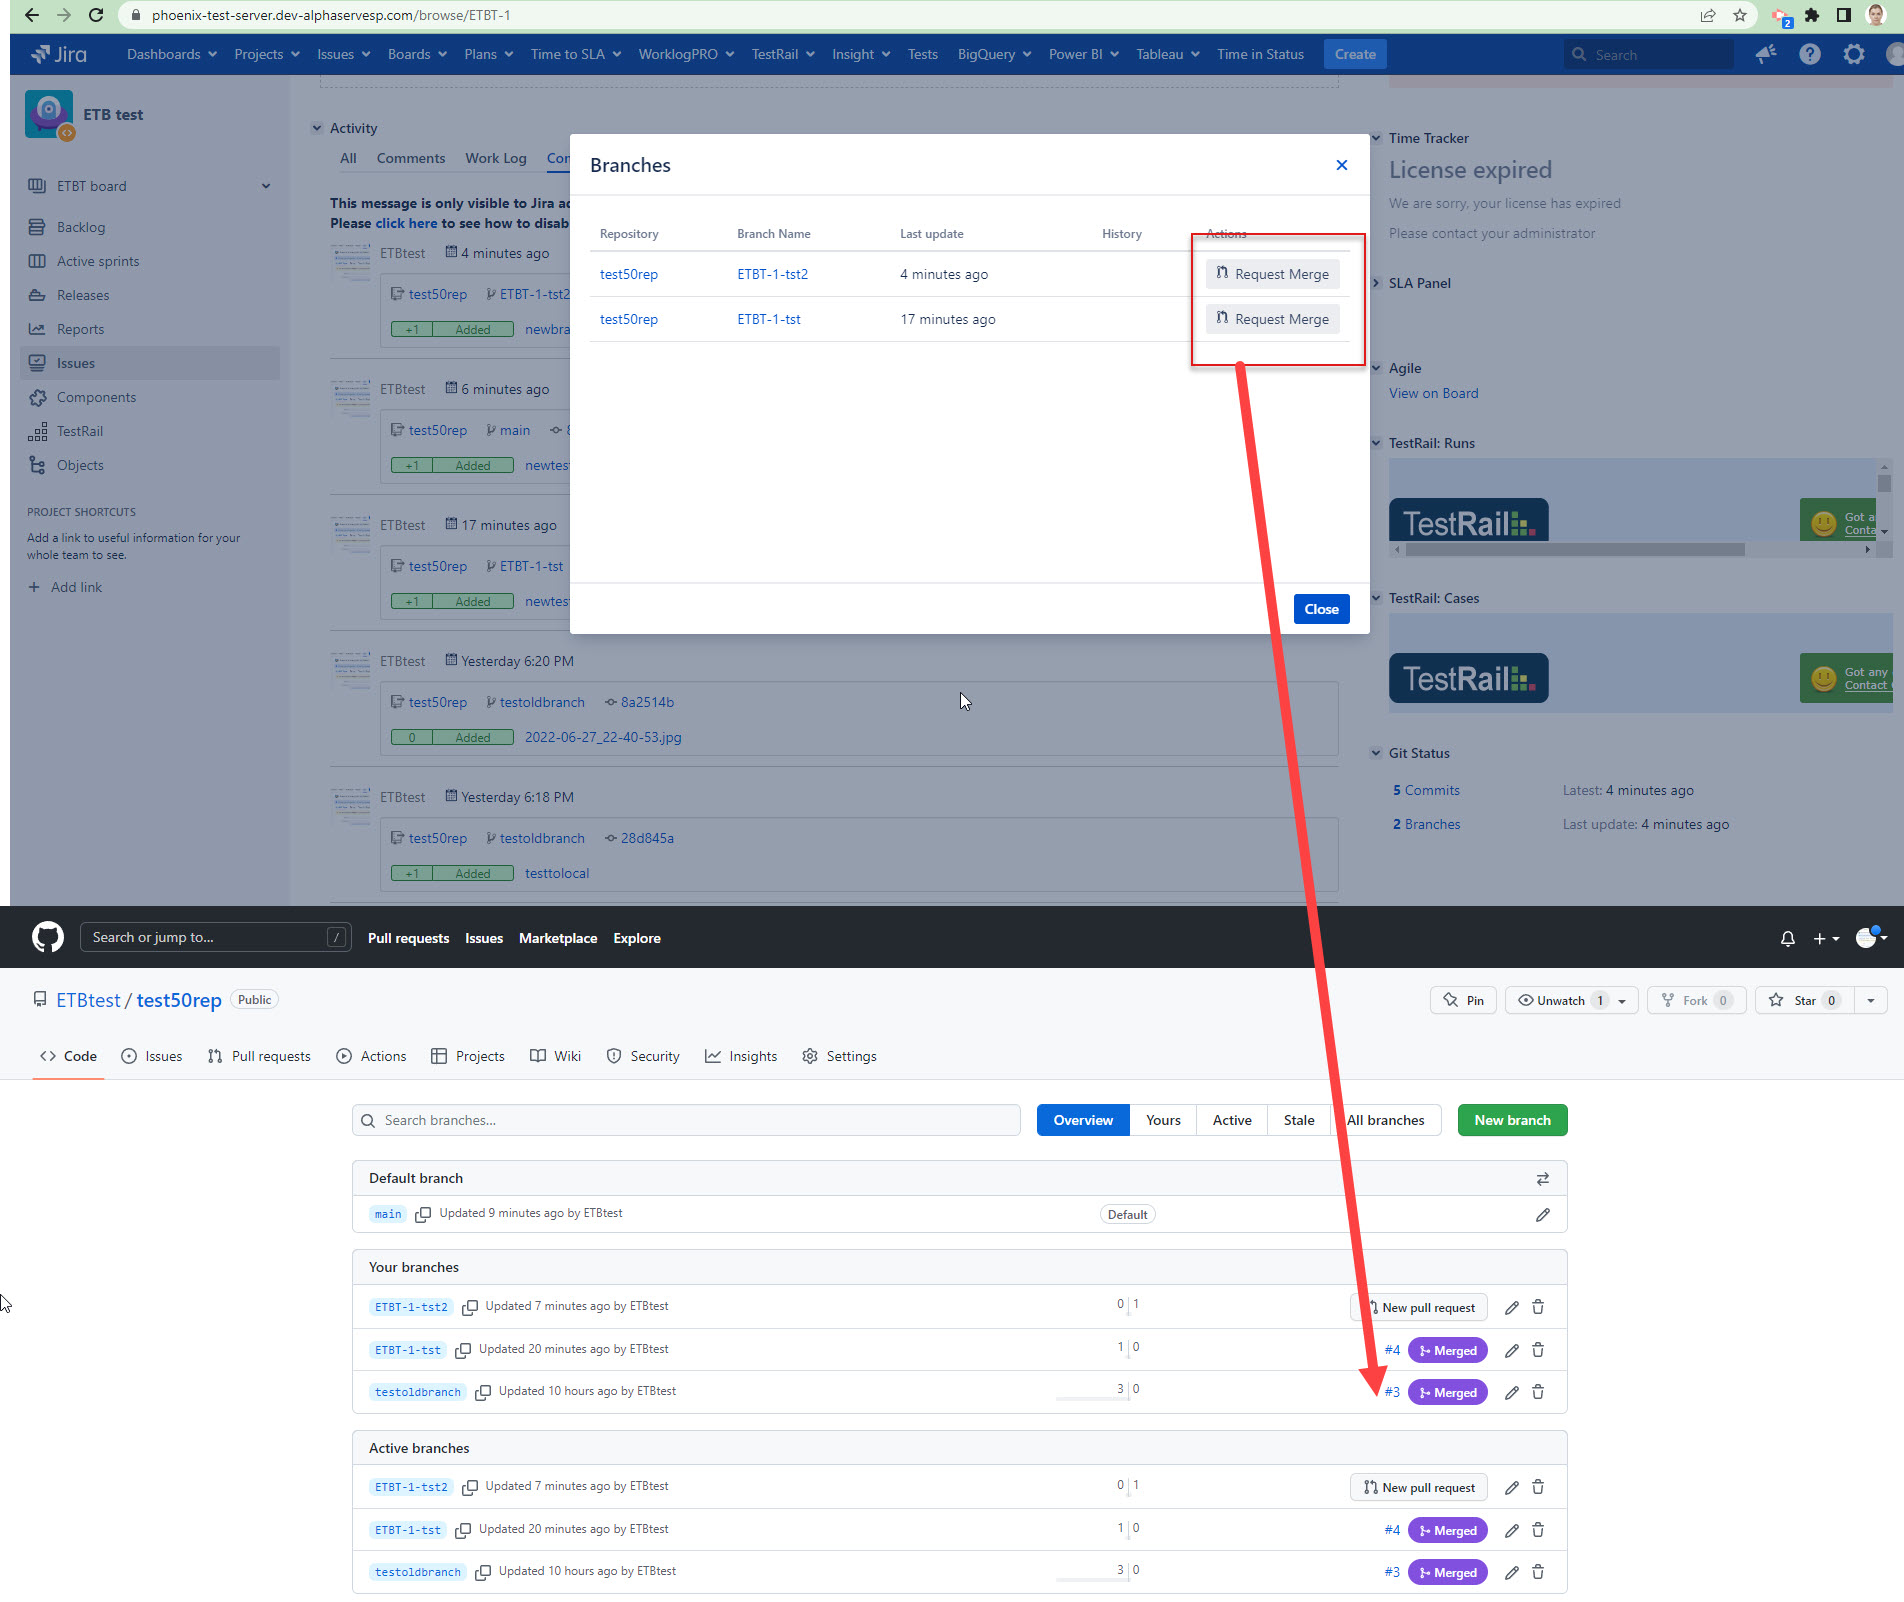 phoenix-test-server.dev-alphaservesp.com/browse/ETBT-1
2
Jira Dashboards Projects Issues Boards Plans Time to SLA WorklogPRO TestRail Insight Tests BigQuery Power BI Tableau Time in Status Create Search
ETB test
ETBT board
Backlog
Active sprints
Releases
Reports
Issues
Components
TestRail
Objects
PROJECT SHORTCUTS
Add a link to useful information for your
whole team to see.
+ Add link
Activity
All Comments Work Log
This message is only visible to Jira
Please click here to see how to
ETBtest 4 minutes ago
test50rep ETBT-1-tst2
+1 Added
ETBtest 6 minutes ago
test50rep main
+1 Added
ETBtest 17 minutes ago
test50rep ETBT-1-tst
+1 Added
ETBtest Yesterday 6:20 PM
test50rep testoldbranch 8a2514b
0 Added 2022-06-27_22-40-53.jpg
ETBtest Yesterday 6:18 PM
test50rep testoldbranch 28d845a
+1 Added testtolocal
Branches
Repository Branch Name Last update History Actions
test50rep ETBT-1-tst2 4 minutes ago Request Merge
test50rep ETBT-1-tst 17 minutes ago Request Merge
Close
Time Tracker
License expired
We are sorry, your license has expired
Please contact your administrator
SLA Panel
Agile
View on Board
TestRail: Runs
TestRail
Got a
Conta
TestRail: Cases
TestRail
Got any
Contact
Git Status
5 Commits Latest: 4 minutes ago
2 Branches Last update: 4 minutes ago
Search or jump to... / Pull requests Issues Marketplace Explore
ETBtest / test50rep Public Pin Unwatch 1 Fork 0 Star 0
Code Issues Pull requests Actions Projects Wiki Security Insights Settings
Search branches... Overview Yours Active Stale All branches New branch
Default branch
main Updated 9 minutes ago by ETBtest Default
Your branches
ETBT-1-tst2 Updated 7 minutes ago by ETBtest 0 1 New pull request
ETBT-1-tst Updated 20 minutes ago by ETBtest 1 0 #4 Merged
testoldbranch Updated 10 hours ago by ETBtest 3 0 #3 Merged
Active branches
ETBT-1-tst2 Updated 7 minutes ago by ETBtest 0 1 New pull request
ETBT-1-tst Updated 20 minutes ago by ETBtest 1 0 #4 Merged
testoldbranch Updated 10 hours ago by ETBtest 3 0 #3 Merged